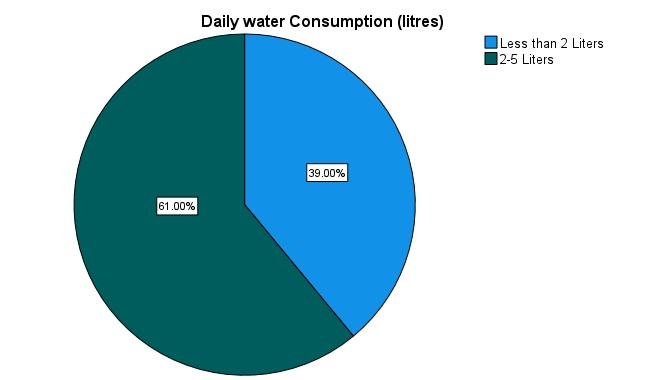 Daily water Consumption (litres)
Less than 2 Liters
2-5 Liters
39.00%
61.00%